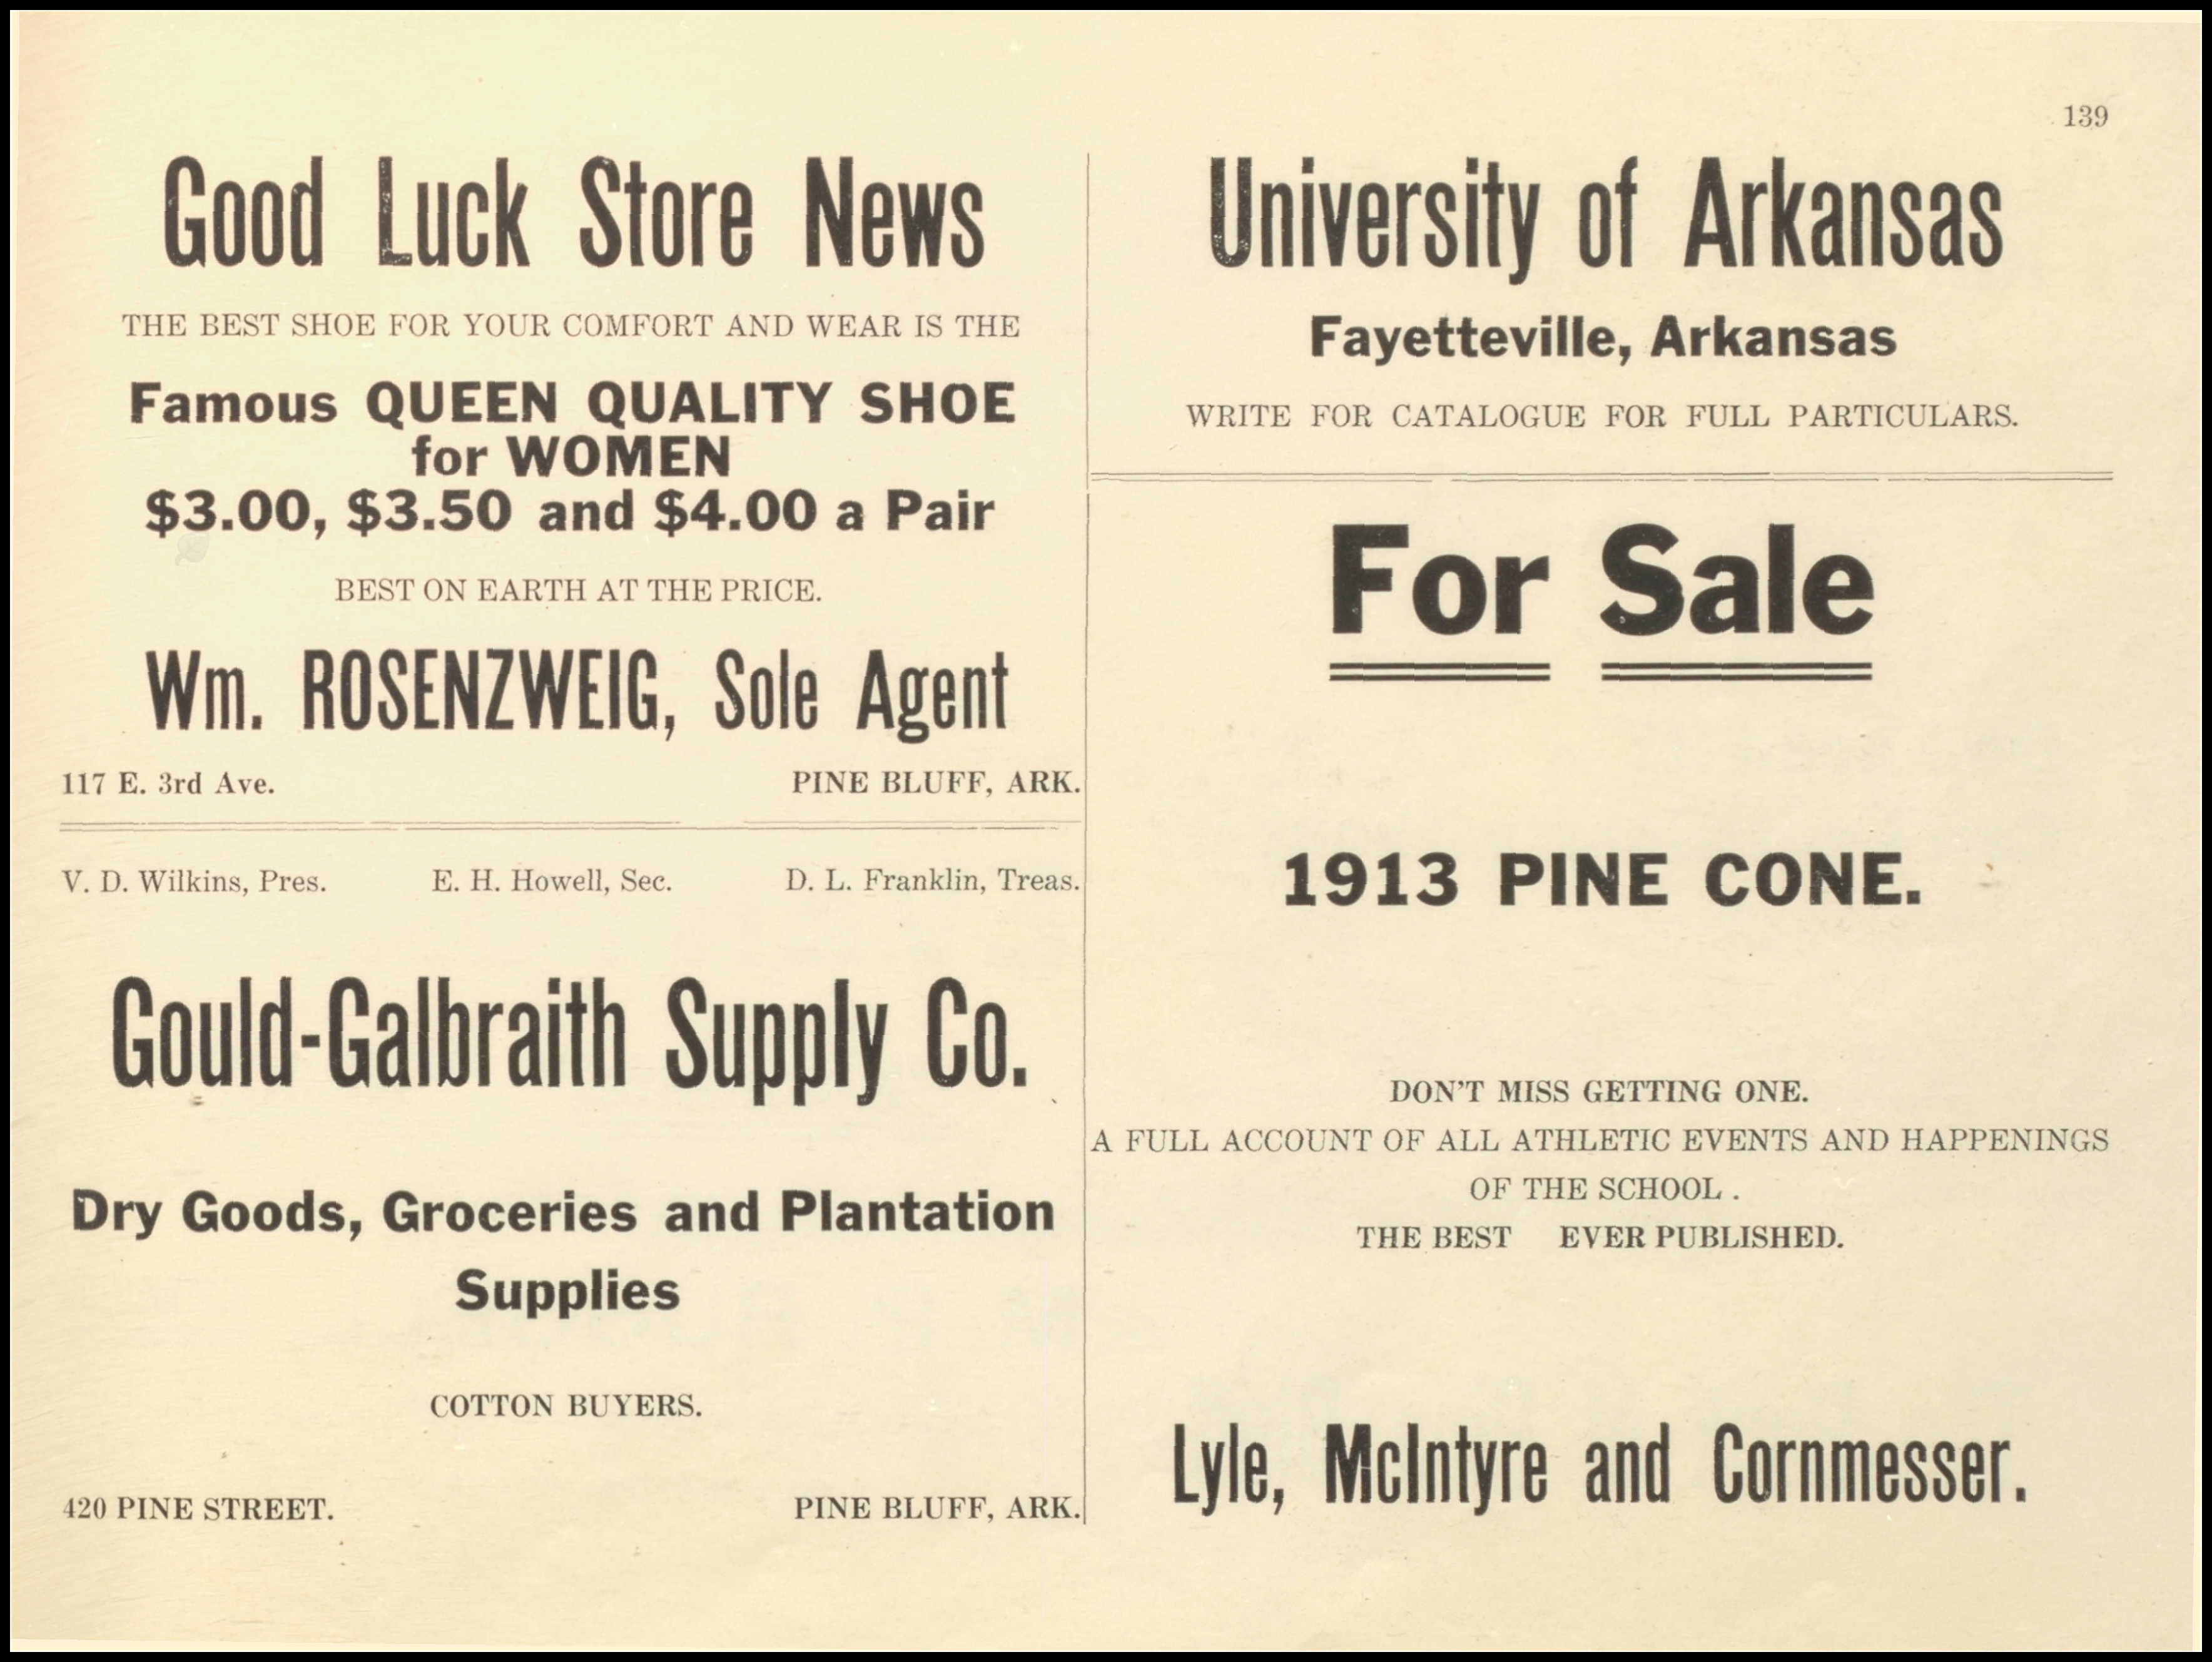 139
Good Luck Store News
THE BEST SHOE FOR YOUR COMFORT AND WEAR IS THE
Famous QUEEN QUALITY SHOE
for WOMEN
$3.00, $3.50 and $4.00 a Pair
BEST ON EARTH AT THE PRICE.
Wm. ROSENZWEIG, Sole Agent
117 E. 3rd Ave. PINE BLUFF, ARK.
V. D. Wilkins, Pres. E. H. Howell, Sec. D. L. Franklin, Treas.
Gould-Galbraith Supply Co.
Dry Goods, Groceries and Plantation
Supplies
COTTON BUYERS.
420 PINE STREET. PINE BLUFF, ARK.
University of Arkansas
Fayetteville, Arkansas
WRITE FOR CATALOGUE FOR FULL PARTICULARS.
For Sale
1913 PINE CONE.
DON'T MISS GETTING ONE.
A FULL ACCOUNT OF ALL ATHLETIC EVENTS AND HAPPENINGS
OF THE SCHOOL .
THE BEST EVER PUBLISHED.
Lyle, McIntyre and Cornmesser.